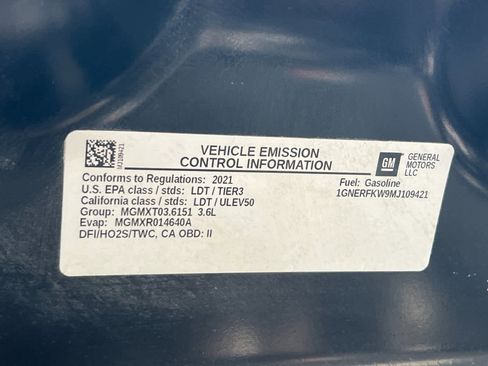 MJ109421
VEHICLE EMISSION
CONTROL INFORMATION
GM
GENERAL
MOTORS
LLC
Conforms to Regulations: 2021
U.S. EPA class / stds: LDT / TIER3
California class / stds: LDT / ULEV50
Group: MGMXT03.6151 3.6L
Evap: MGMXR014640A
DFI/HO2S/TWC, CA OBD: II
Fuel: Gasoline
1GNERFKW9MJ109421